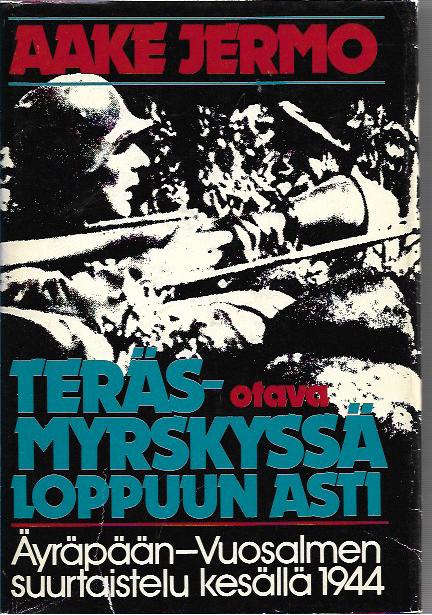 AAKE JERMO
TERÄS-
otava
MYRSKYSSÄ
LOPPUUN ASTI
Äyräpään–Vuosalmen
suurtaistelu kesällä 1944